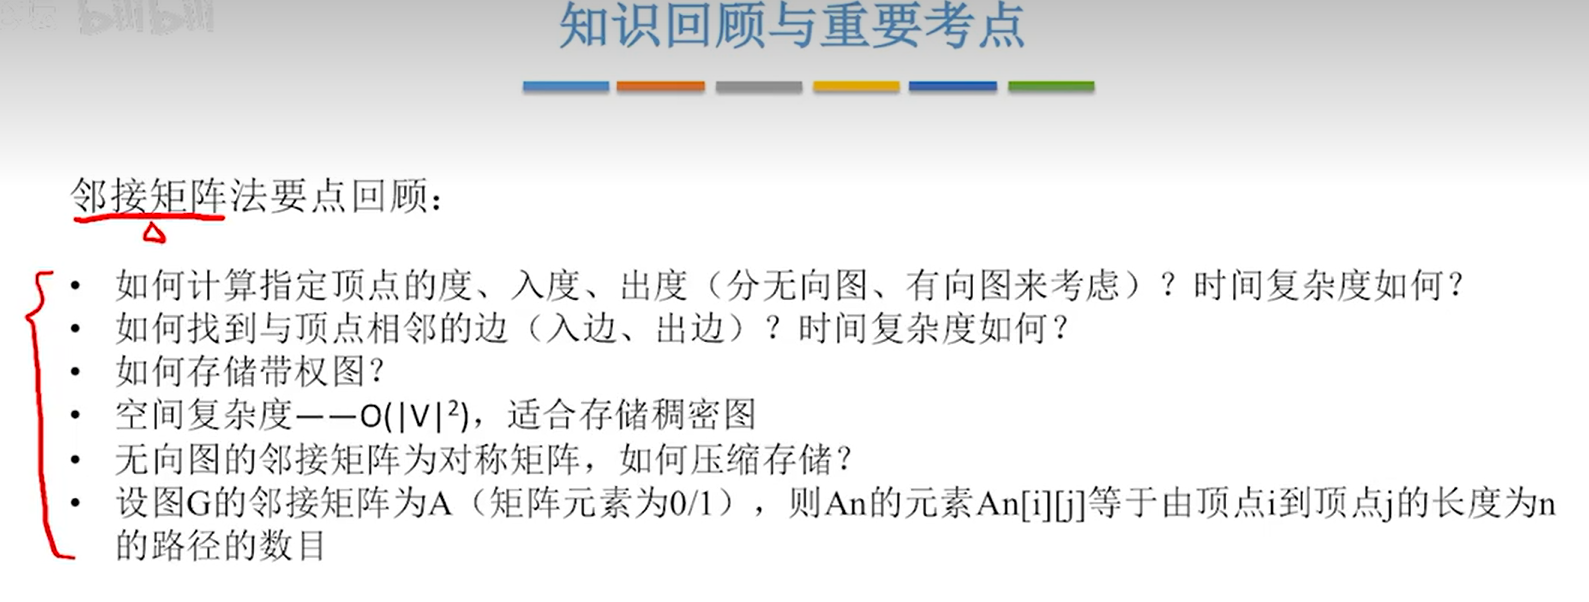 bilibili
知识回顾与重要考点
邻接矩阵法要点回顾：
• 如何计算指定顶点的度、入度、出度（分无向图、有向图来考虑）？时间复杂度如何？
• 如何找到与顶点相邻的边（入边、出边）？时间复杂度如何？
• 如何存储带权图？
• 空间复杂度——O(|V|²)，适合存储稠密图
• 无向图的邻接矩阵为对称矩阵，如何压缩存储？
• 设图G的邻接矩阵为A（矩阵元素为0/1），则An的元素An[i][j]等于由顶点i到顶点j的长度为n
的路径的数目